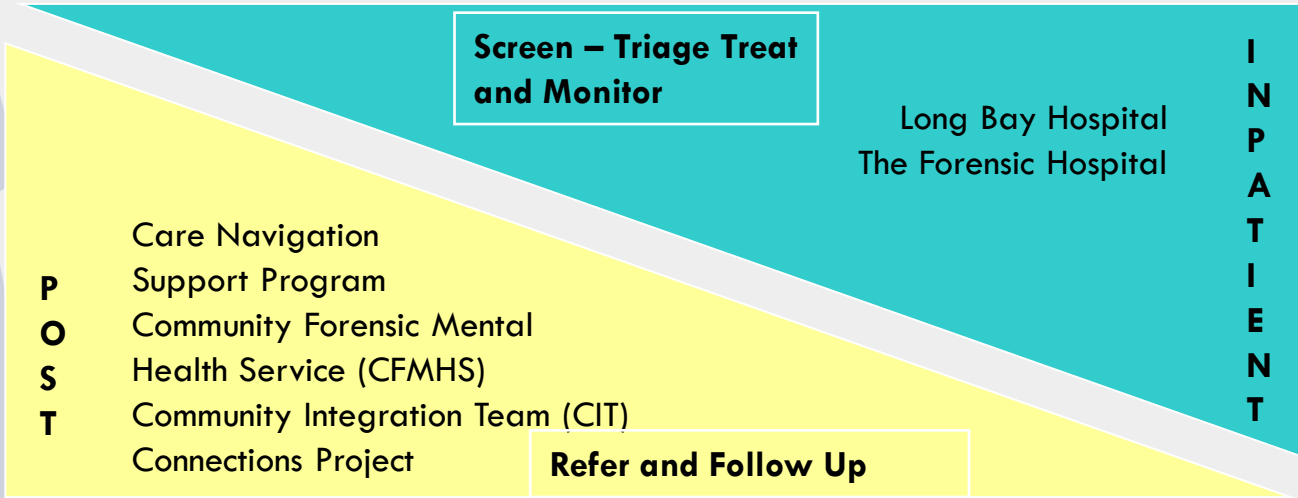 Screen – Triage Treat
and Monitor
Long Bay Hospital
The Forensic Hospital
I
N
P
A
T
I
E
N
T
P
O
S
T
Care Navigation
Support Program
Community Forensic Mental
Health Service (CFMHS)
Community Integration Team (CIT)
Connections Project
Refer and Follow Up